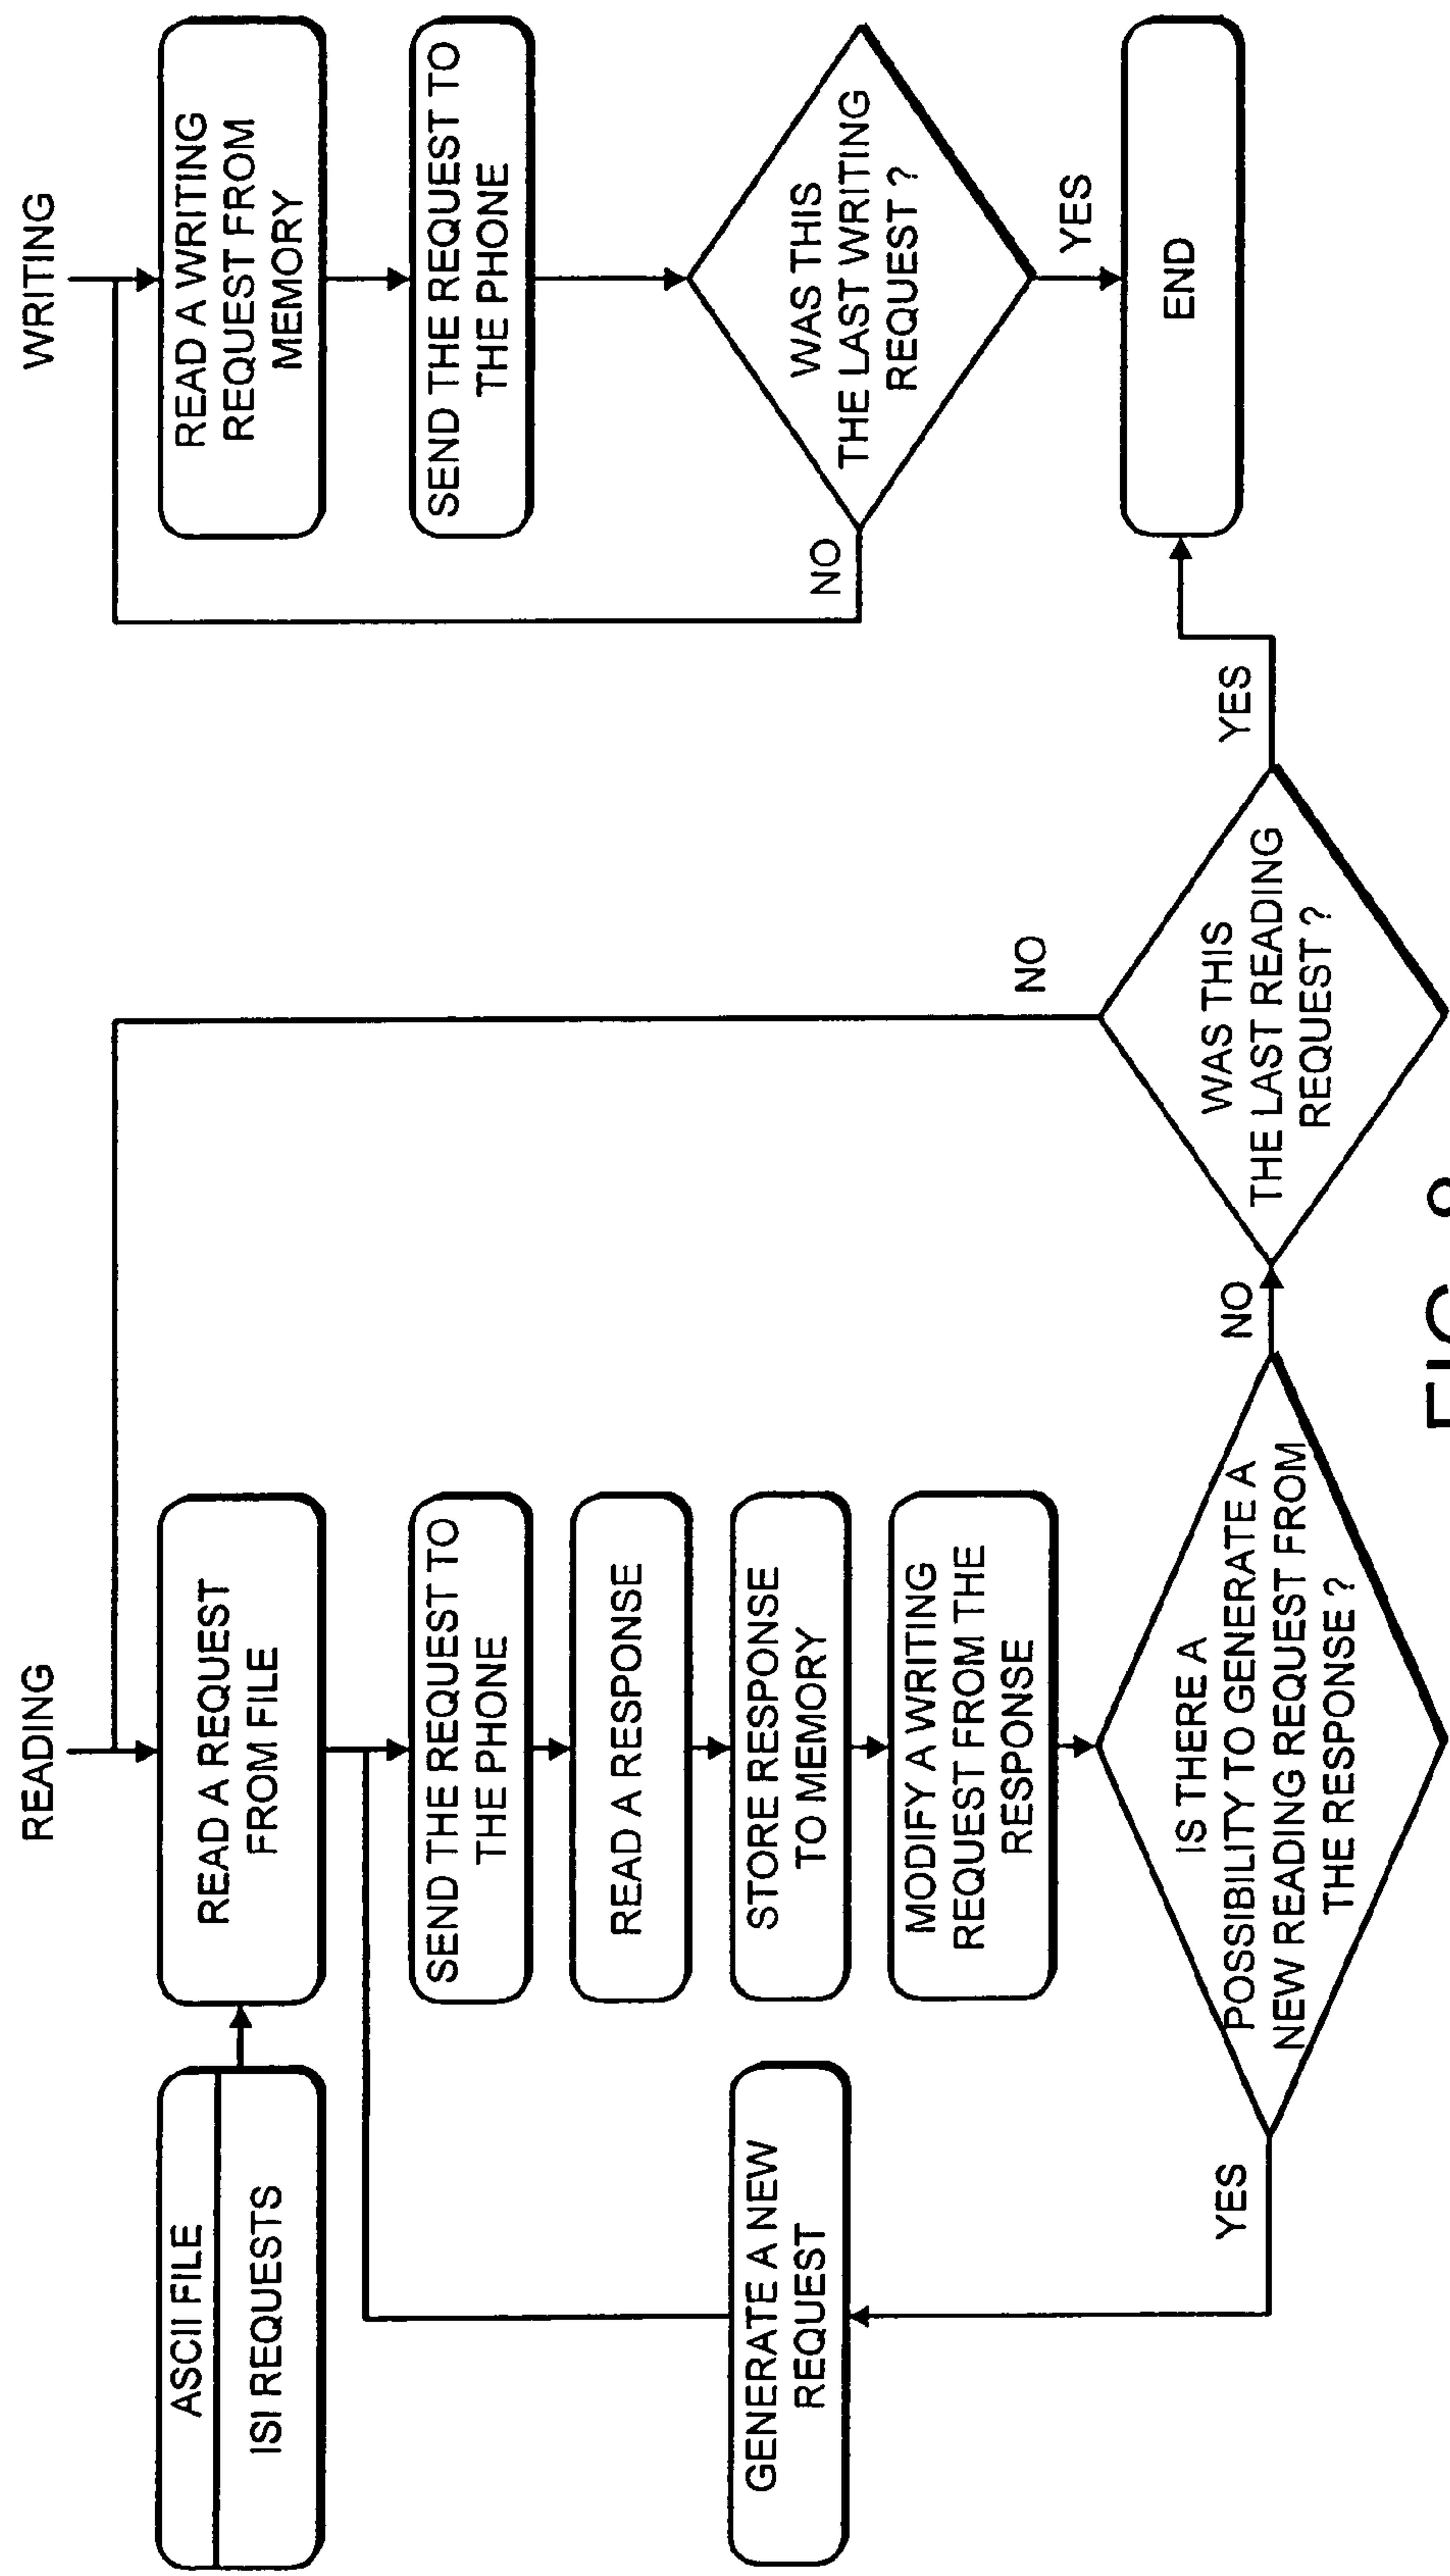 READING
ASCII FILE
ISI REQUESTS
READ A REQUEST
FROM FILE
SEND THE REQUEST TO
THE PHONE
READ A RESPONSE
STORE RESPONSE
TO MEMORY
MODIFY A WRITING
REQUEST FROM THE
RESPONSE
GENERATE A NEW
REQUEST
IS THERE A
POSSIBILITY TO GENERATE A
NEW READING REQUEST FROM
THE RESPONSE ?
YES
NO
WAS THIS
THE LAST READING
REQUEST ?
NO
YES
WRITING
READ A WRITING
REQUEST FROM
MEMORY
SEND THE REQUEST TO
THE PHONE
WAS THIS
THE LAST WRITING
REQUEST ?
NO
YES
END